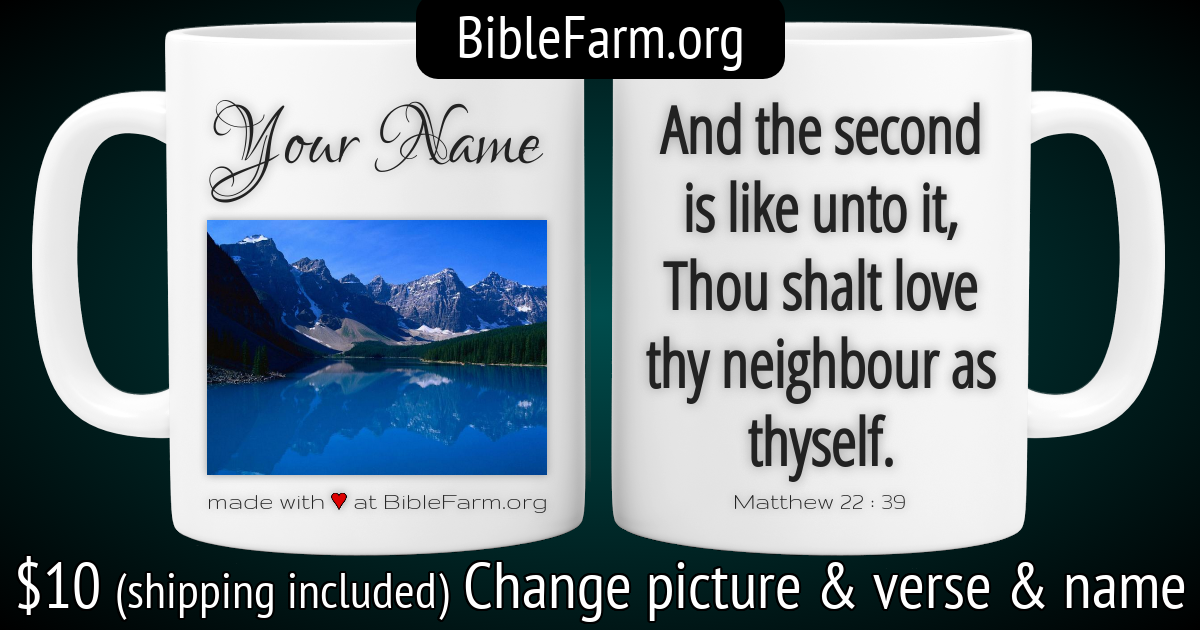 BibleFarm.org
Your Name
made with ♥ at BibleFarm.org
And the second
is like unto it,
Thou shalt love
thy neighbour as
thyself.
Matthew 22 : 39
$10 (shipping included) Change picture & verse & name